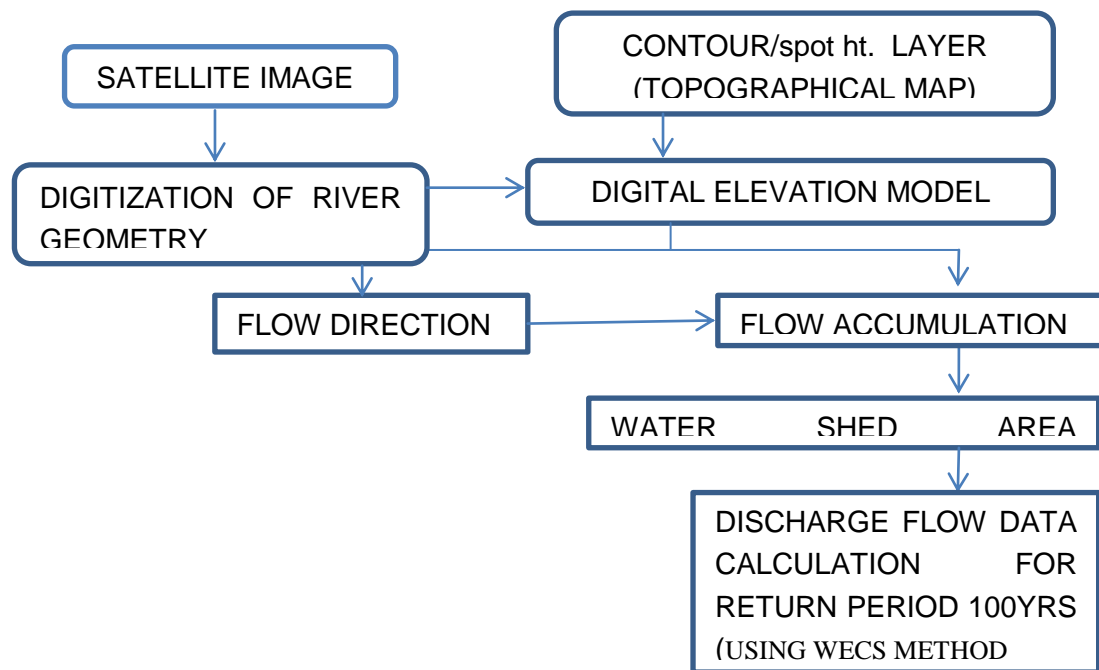 SATELLITE IMAGE
CONTOUR/spot ht. LAYER
(TOPOGRAPHICAL MAP)
DIGITIZATION OF RIVER
GEOMETRY
DIGITAL ELEVATION MODEL
FLOW DIRECTION
FLOW ACCUMULATION
WATER SHED AREA
DISCHARGE FLOW DATA
CALCULATION FOR
RETURN PERIOD 100YRS
(USING WECS METHOD